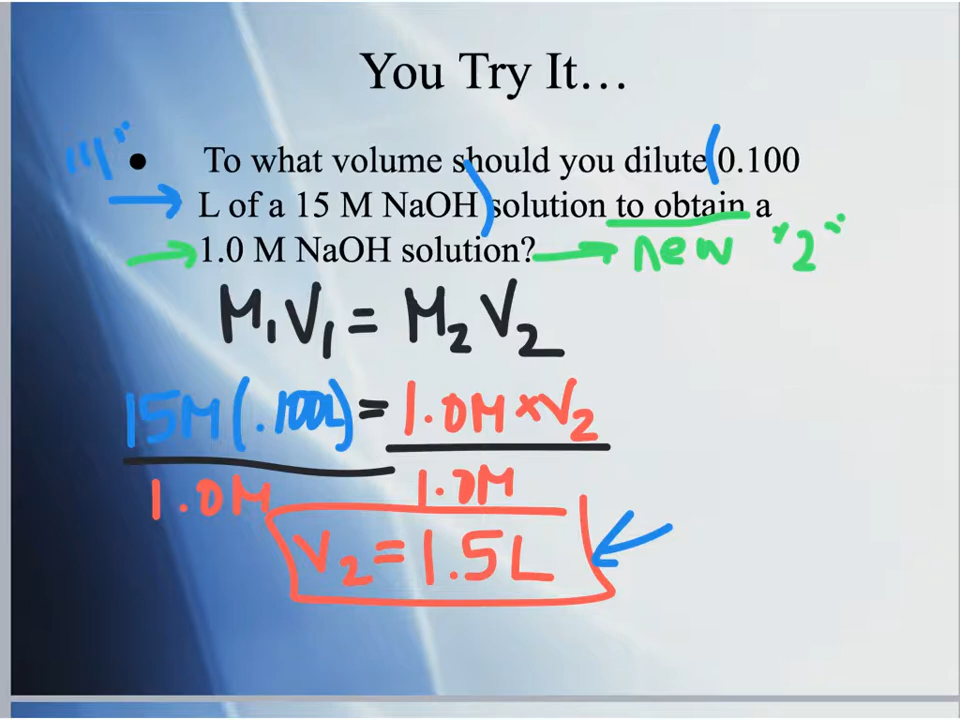 You Try It…
"1" ● To what volume should you dilute (0.100
L of a 15 M NaOH) solution to obtain a
1.0 M NaOH solution? → new "2"
M₁V₁ = M₂V₂
15M (.100L) = 1.0M × V₂
1.0M 1.0M
V₂ = 1.5L